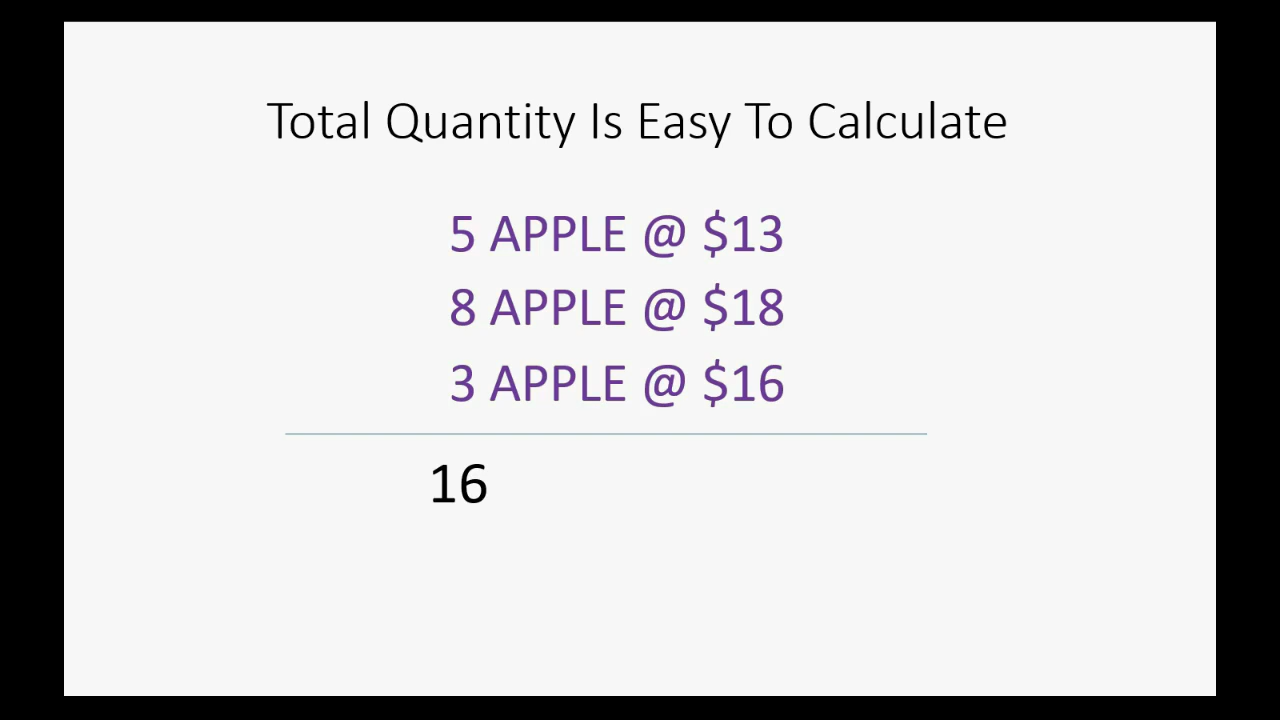 Total Quantity Is Easy To Calculate
5 APPLE @ $13
8 APPLE @ $18
3 APPLE @ $16
16